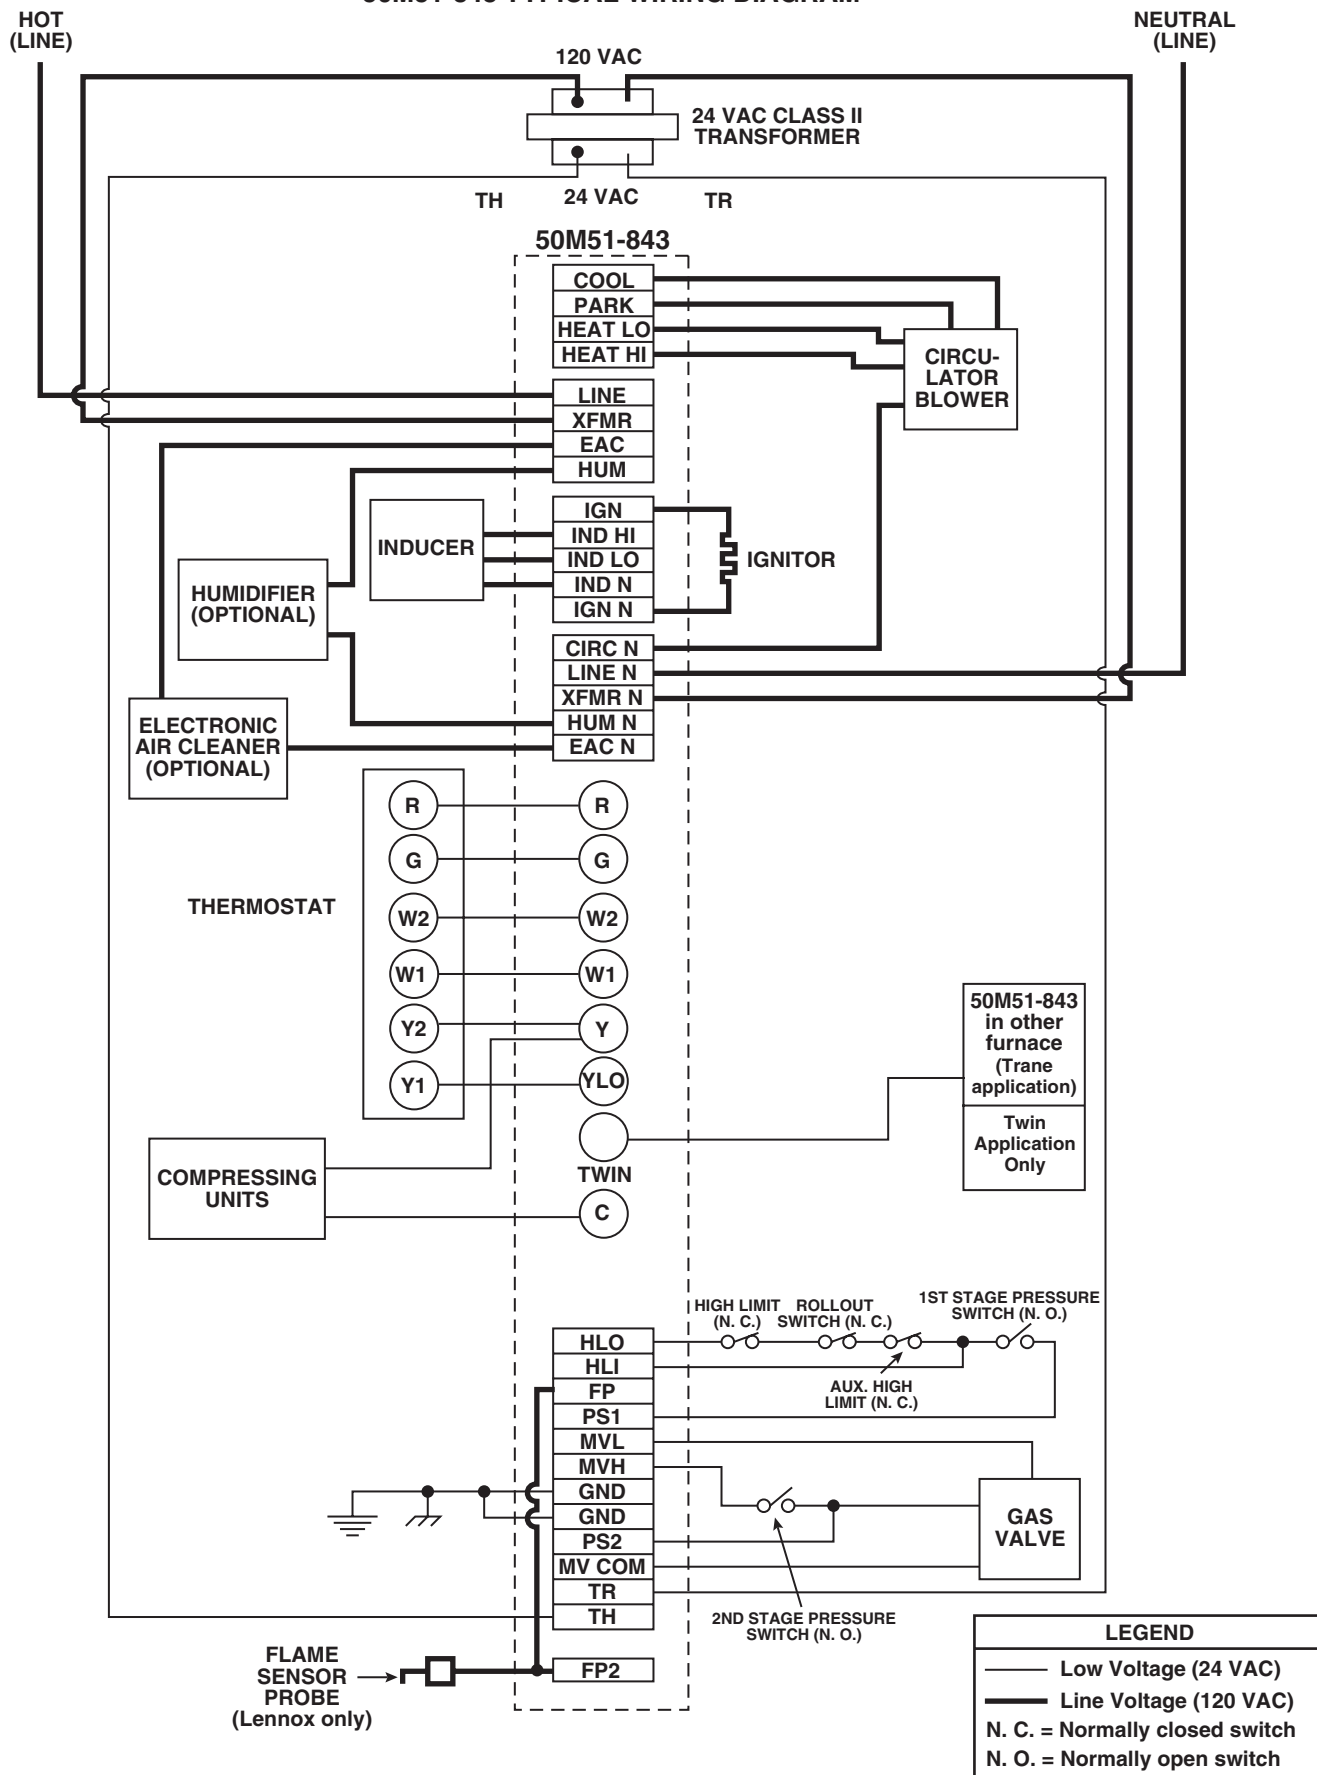 HOT
(LINE)
NEUTRAL
(LINE)
120 VAC
24 VAC CLASS II
TRANSFORMER
TH
24 VAC
TR
50M51-843
COOL
PARK
HEAT LO
HEAT HI
CIRCU-
LATOR
BLOWER
LINE
XFMR
EAC
HUM
IGN
IND HI
IND LO
IND N
IGN N
INDUCER
IGNITOR
HUMIDIFIER
(OPTIONAL)
CIRC N
LINE N
XFMR N
HUM N
EAC N
ELECTRONIC
AIR CLEANER
(OPTIONAL)
THERMOSTAT
R
R
G
G
W2
W2
W1
W1
Y2
Y
Y1
YLO
TWIN
C
COMPRESSING
UNITS
50M51-843
in other
furnace
(Trane
application)
Twin
Application
Only
HIGH LIMIT
(N. C.)
ROLLOUT
SWITCH (N. C.)
1ST STAGE PRESSURE
SWITCH (N. O.)
AUX. HIGH
LIMIT (N. C.)
HLO
HLI
FP
PS1
MVL
MVH
GND
GND
PS2
MV COM
TR
TH
GAS
VALVE
2ND STAGE PRESSURE
SWITCH (N. O.)
FP2
FLAME
SENSOR
PROBE
(Lennox only)
LEGEND
Low Voltage (24 VAC)
Line Voltage (120 VAC)
N. C. = Normally closed switch
N. O. = Normally open switch